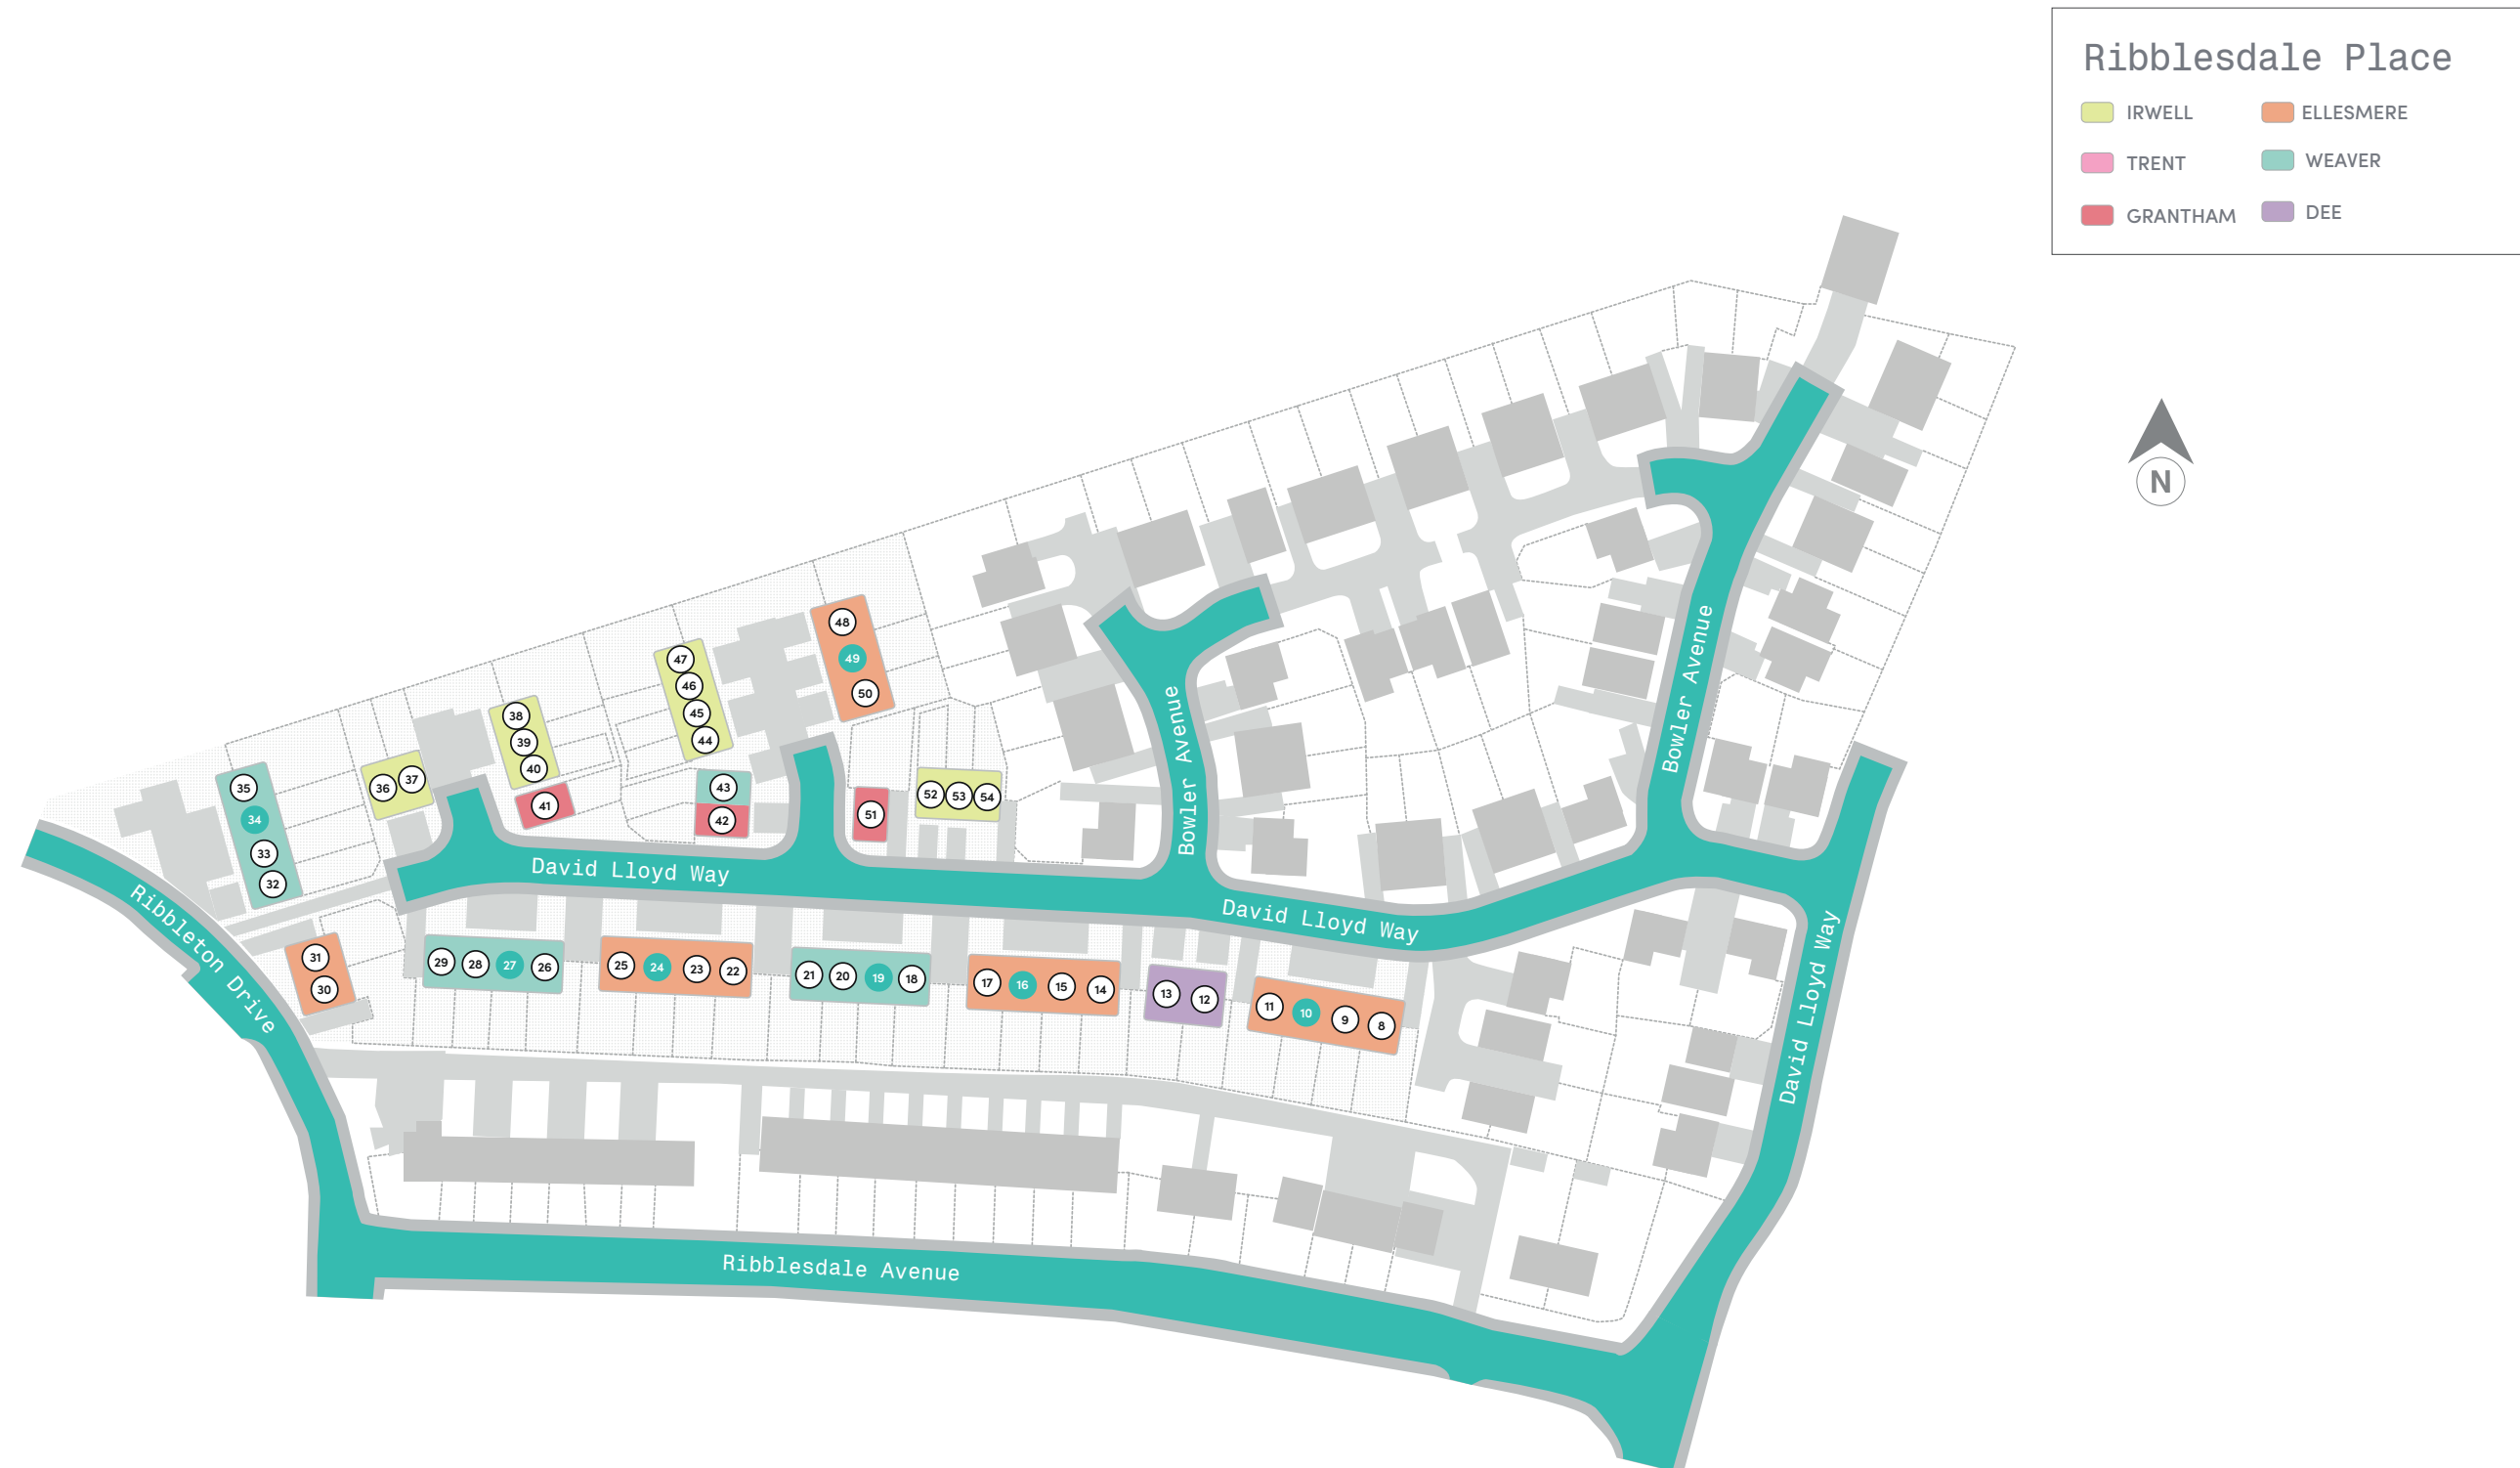 Ribblesdale Place
IRWELL
ELLESMERE
TRENT
WEAVER
GRANTHAM
DEE
N
48
49
50
47
46
45
44
38
39
40
41
43
42
51
52 53 54
35
34
33
32
36 37
David Lloyd Way
Bowler Avenue
Bowler Avenue
David Lloyd Way
David Lloyd Way
Ribbleton Drive
31
30
29 28 27 26
25 24 23 22
21 20 19 18
17 16 15 14
13 12
11 10 9 8
Ribblesdale Avenue